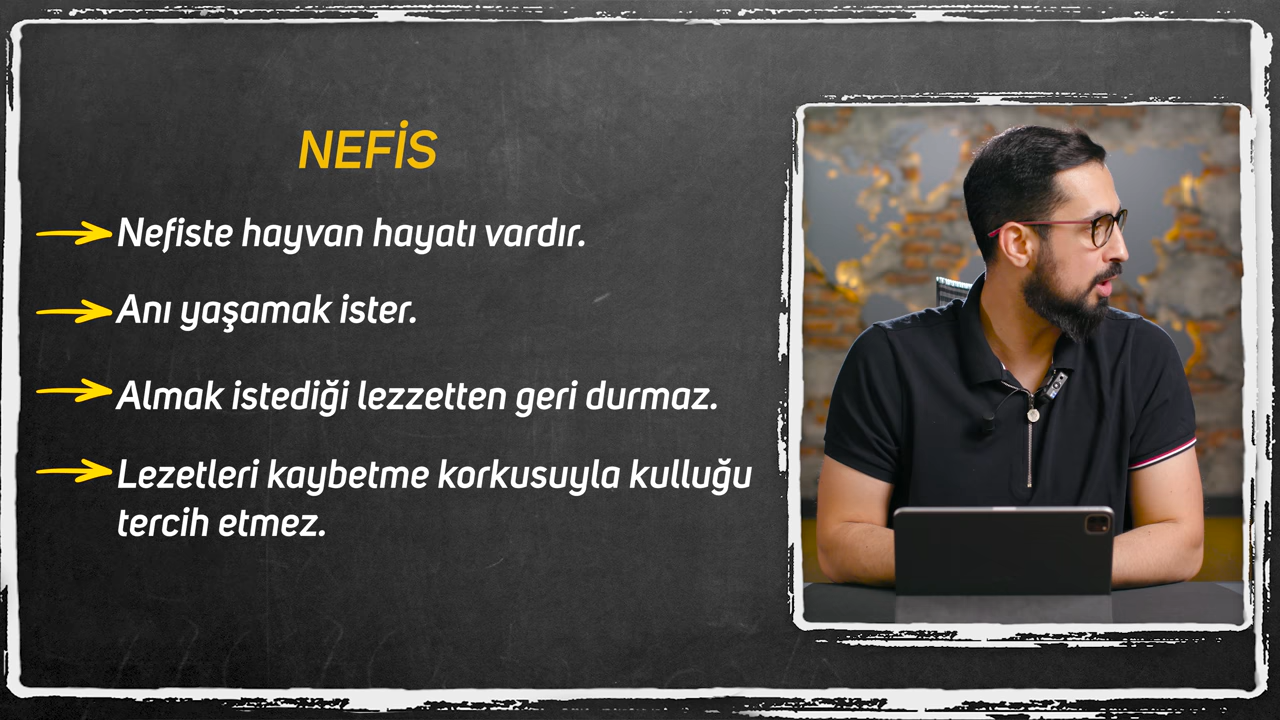 NEFİS
Nefiste hayvan hayatı vardır.
Anı yaşamak ister.
Almak istediği lezzetten geri durmaz.
Lezetleri kaybetme korkusuyla kulluğu
tercih etmez.